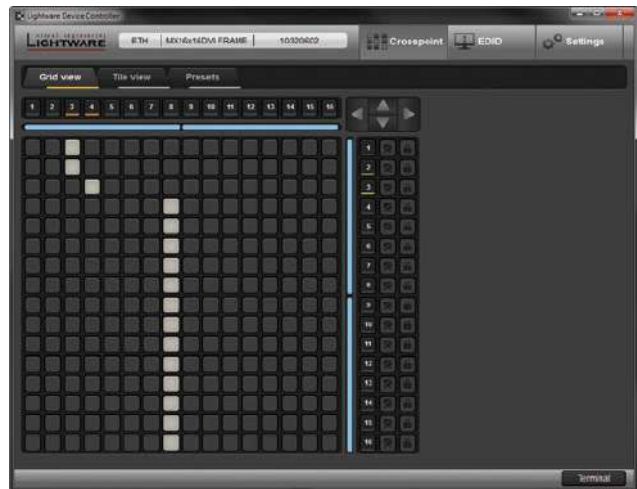 Lightware Device Controller
LIGHTWARE
ETH MX16x16DVI FRAME 10320602
Crosspoint EDID Settings
Grid view Tile view Presets
1 2 3 4 5 6 7 8 9 10 11 12 13 14 15 16
1
2
3
4
5
6
7
8
9
10
11
12
13
14
15
16
Terminal